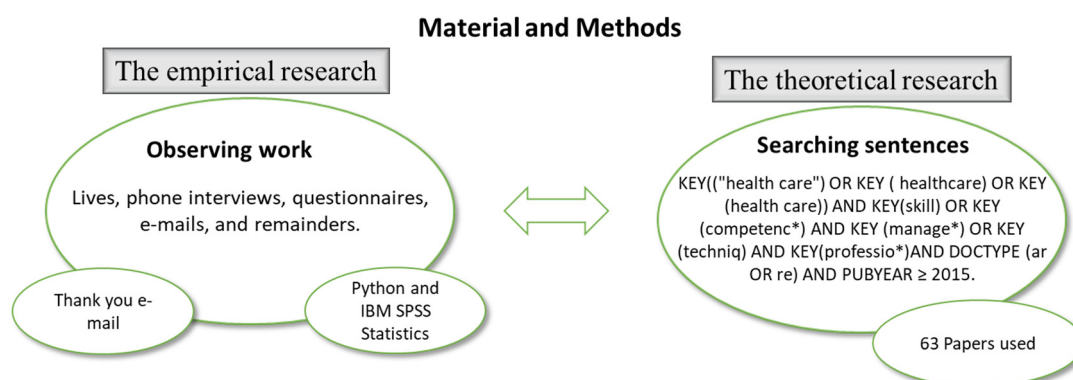 Material and Methods
The empirical research
Observing work
Lives, phone interviews, questionnaires,
e-mails, and remainders.
Thank you e-
mail
Python and
IBM SPSS
Statistics
The theoretical research
Searching sentences
KEY(("health care") OR KEY ( healthcare) OR KEY
(health care)) AND KEY(skill) OR KEY
(competenc*) AND KEY (manage*) OR KEY
(techniq) AND KEY(professio*)AND DOCTYPE (ar
OR re) AND PUBYEAR ≥ 2015.
63 Papers used